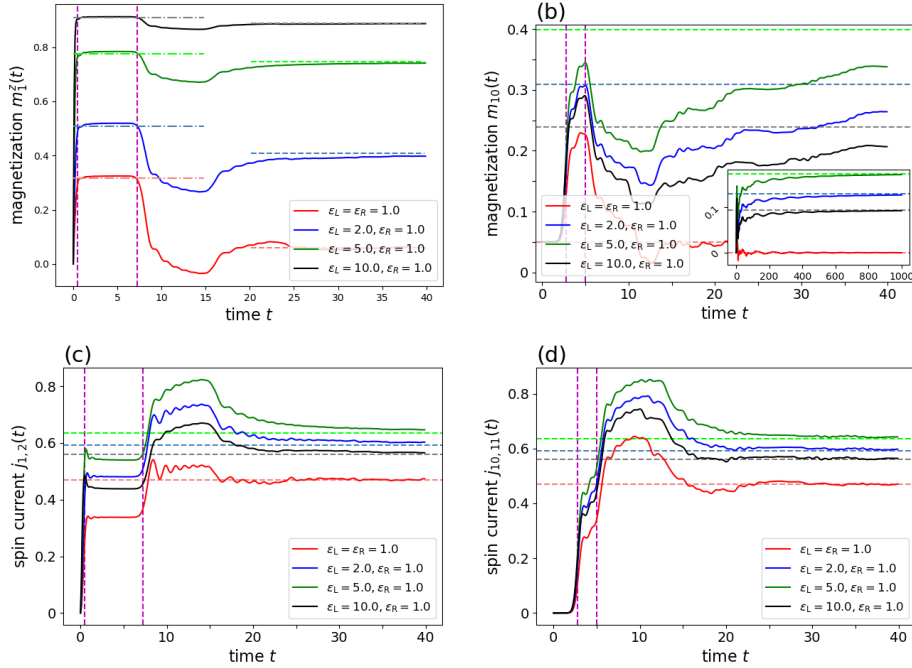 magnetization m_1^z(t)
0.8
0.6
0.4
0.2
0.0
0 5 10 15 20 25 30 35 40
time t
ε_L = ε_R = 1.0
ε_L = 2.0, ε_R = 1.0
ε_L = 5.0, ε_R = 1.0
ε_L = 10.0, ε_R = 1.0
(b)
magnetization m_10(t)
0.4
0.3
0.2
0.1
0
0 10 20 30 40
time t
ε_L = ε_R = 1.0
ε_L = 2.0, ε_R = 1.0
ε_L = 5.0, ε_R = 1.0
ε_L = 10.0, ε_R = 1.0
0.1
0
0 200 400 600 800 1000
(c)
spin current j_1,2(t)
0.8
0.6
0.4
0.2
0
0 10 20 30 40
time t
ε_L = ε_R = 1.0
ε_L = 2.0, ε_R = 1.0
ε_L = 5.0, ε_R = 1.0
ε_L = 10.0, ε_R = 1.0
(d)
spin current j_10,11(t)
0.8
0.6
0.4
0.2
0
0 10 20 30 40
time t
ε_L = ε_R = 1.0
ε_L = 2.0, ε_R = 1.0
ε_L = 5.0, ε_R = 1.0
ε_L = 10.0, ε_R = 1.0